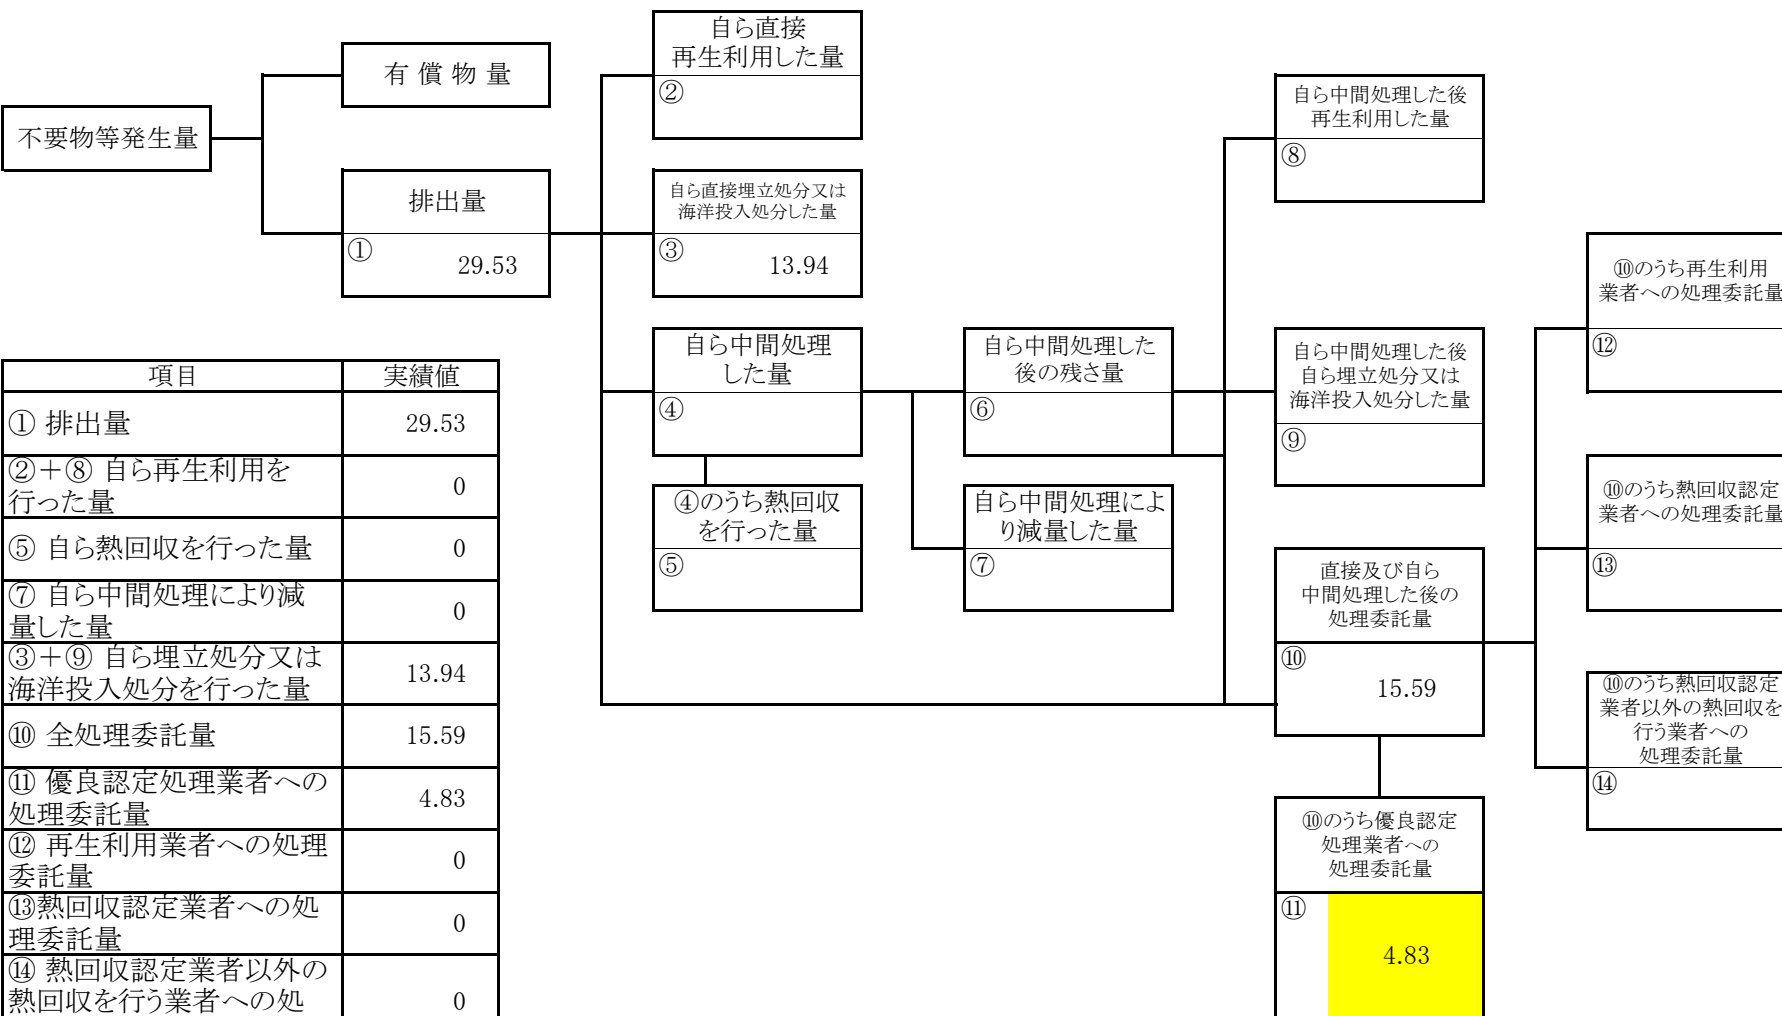 不要物等発生量
有償物量
排出量
①
29.53
自ら直接
再生利用した量
②
自ら直接埋立処分又は
海洋投入処分した量
③
13.94
自ら中間処理
した量
④
④のうち熱回収
を行った量
⑤
自ら中間処理した
後の残さ量
⑥
自ら中間処理によ
り減量した量
⑦
自ら中間処理した後
再生利用した量
⑧
自ら中間処理した後
自ら埋立処分又は
海洋投入処分した量
⑨
直接及び自ら
中間処理した後の
処理委託量
⑩
15.59
⑩のうち優良認定
処理業者への
処理委託量
⑪
4.83
⑩のうち再生利用
業者への処理委託量
⑫
⑩のうち熱回収認定
業者への処理委託量
⑬
⑩のうち熱回収認定
業者以外の熱回収を
行う業者への
処理委託量
⑭
項目 実績値
① 排出量 29.53
②＋⑧ 自ら再生利用を
行った量 0
⑤ 自ら熱回収を行った量 0
⑦ 自ら中間処理により減
量した量 0
③＋⑨ 自ら埋立処分又は
海洋投入処分を行った量 13.94
⑩ 全処理委託量 15.59
⑪ 優良認定処理業者への
処理委託量 4.83
⑫ 再生利用業者への処理
委託量 0
⑬熱回収認定業者への処
理委託量 0
⑭ 熱回収認定業者以外の
熱回収を行う業者への処 0